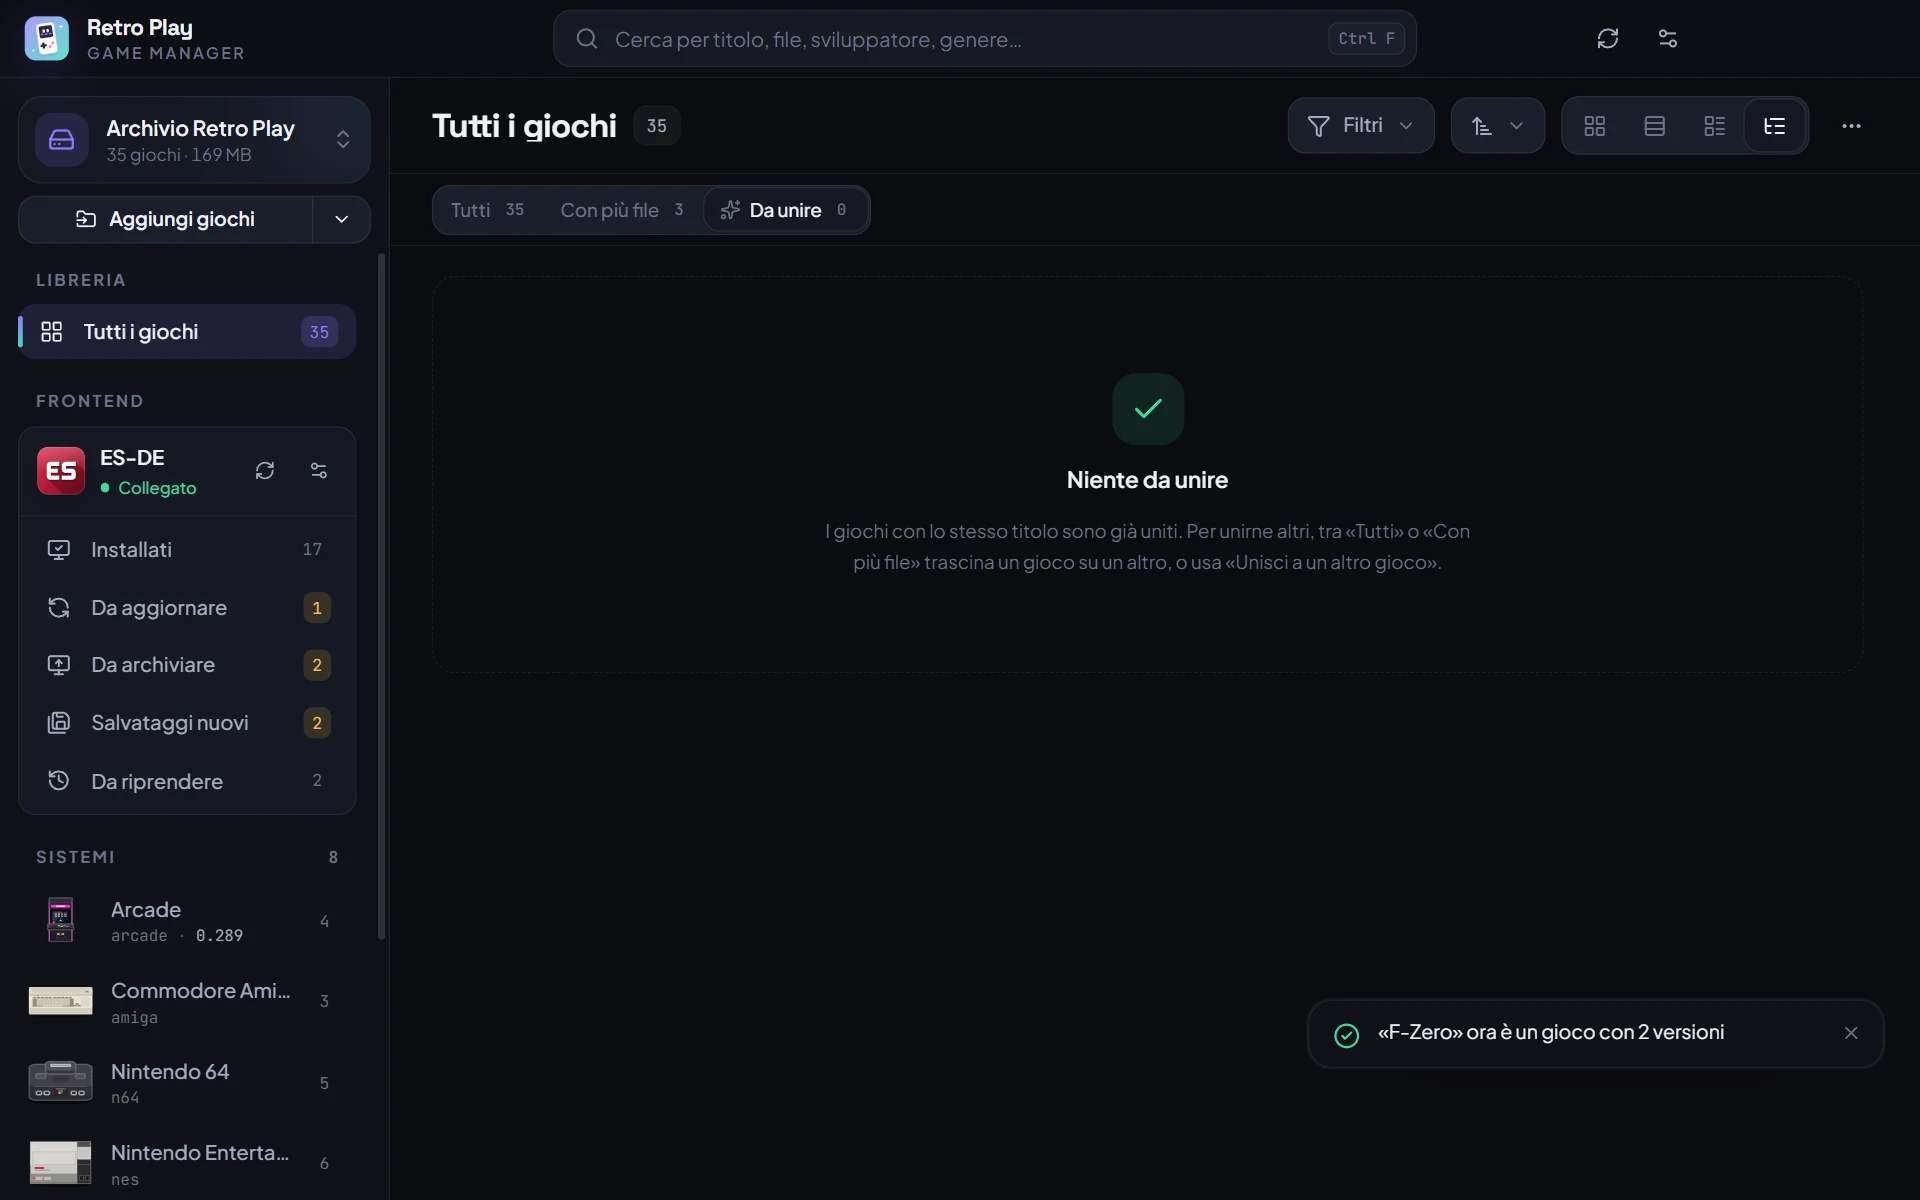 Retro Play
GAME MANAGER
Cerca per titolo, file, sviluppatore, genere…
Ctrl F
Archivio Retro Play
35 giochi · 169 MB
Aggiungi giochi
LIBRERIA
Tutti i giochi 35
FRONTEND
ES
ES-DE
Collegato
Installati 17
Da aggiornare 1
Da archiviare 2
Salvataggi nuovi 2
Da riprendere 2
SISTEMI 8
Arcade 4
arcade · 0.289
Commodore Ami… 3
amiga
Nintendo 64 5
n64
Nintendo Enterta… 6
nes
Tutti i giochi 35
Filtri
Tutti 35 Con più file 3 Da unire 0
Niente da unire
I giochi con lo stesso titolo sono già uniti. Per unirne altri, tra «Tutti» o «Con
più file» trascina un gioco su un altro, o usa «Unisci a un altro gioco».
«F-Zero» ora è un gioco con 2 versioni